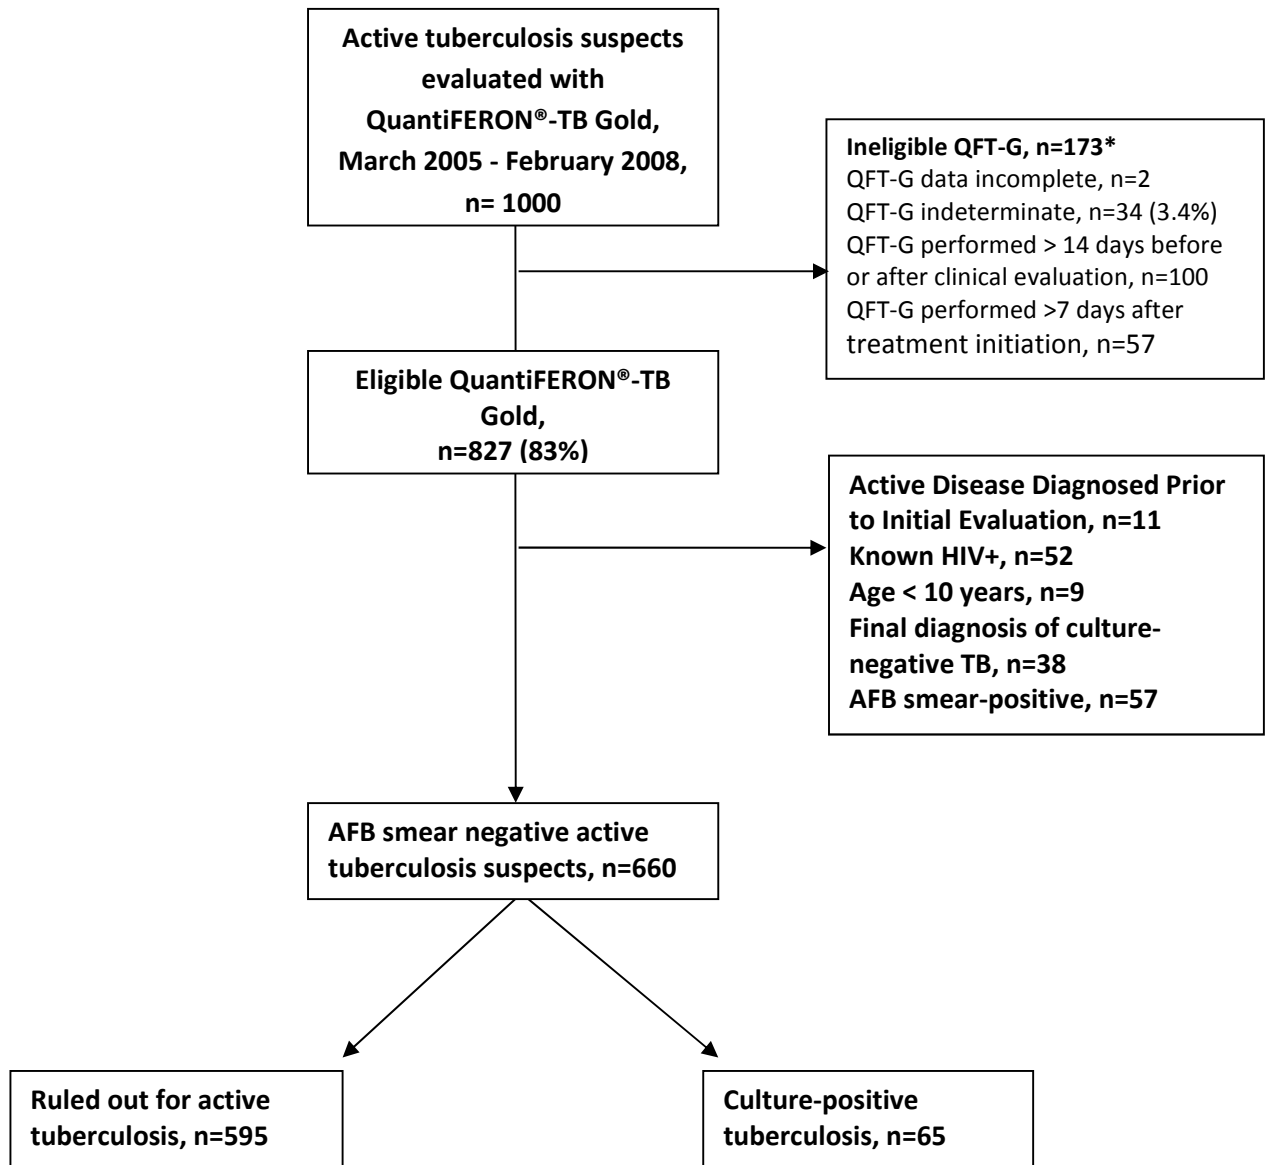 Active tuberculosis suspects
evaluated with
QuantiFERON®-TB Gold,
March 2005 - February 2008,
n= 1000
Ineligible QFT-G, n=173*
QFT-G data incomplete, n=2
QFT-G indeterminate, n=34 (3.4%)
QFT-G performed > 14 days before
or after clinical evaluation, n=100
QFT-G performed >7 days after
treatment initiation, n=57
Eligible QuantiFERON®-TB
Gold,
n=827 (83%)
Active Disease Diagnosed Prior
to Initial Evaluation, n=11
Known HIV+, n=52
Age < 10 years, n=9
Final diagnosis of culture-
negative TB, n=38
AFB smear-positive, n=57
AFB smear negative active
tuberculosis suspects, n=660
Ruled out for active
tuberculosis, n=595
Culture-positive
tuberculosis, n=65